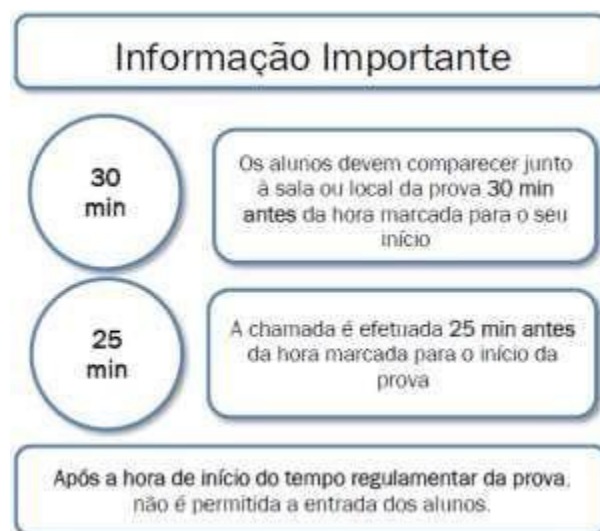 Informação Importante
30
min
Os alunos devem comparecer junto
à sala ou local da prova 30 min
antes da hora marcada para o seu
início
25
min
A chamada é efetuada 25 min antes
da hora marcada para o início da
prova
Após a hora de início do tempo regulamentar da prova,
não é permitida a entrada dos alunos.